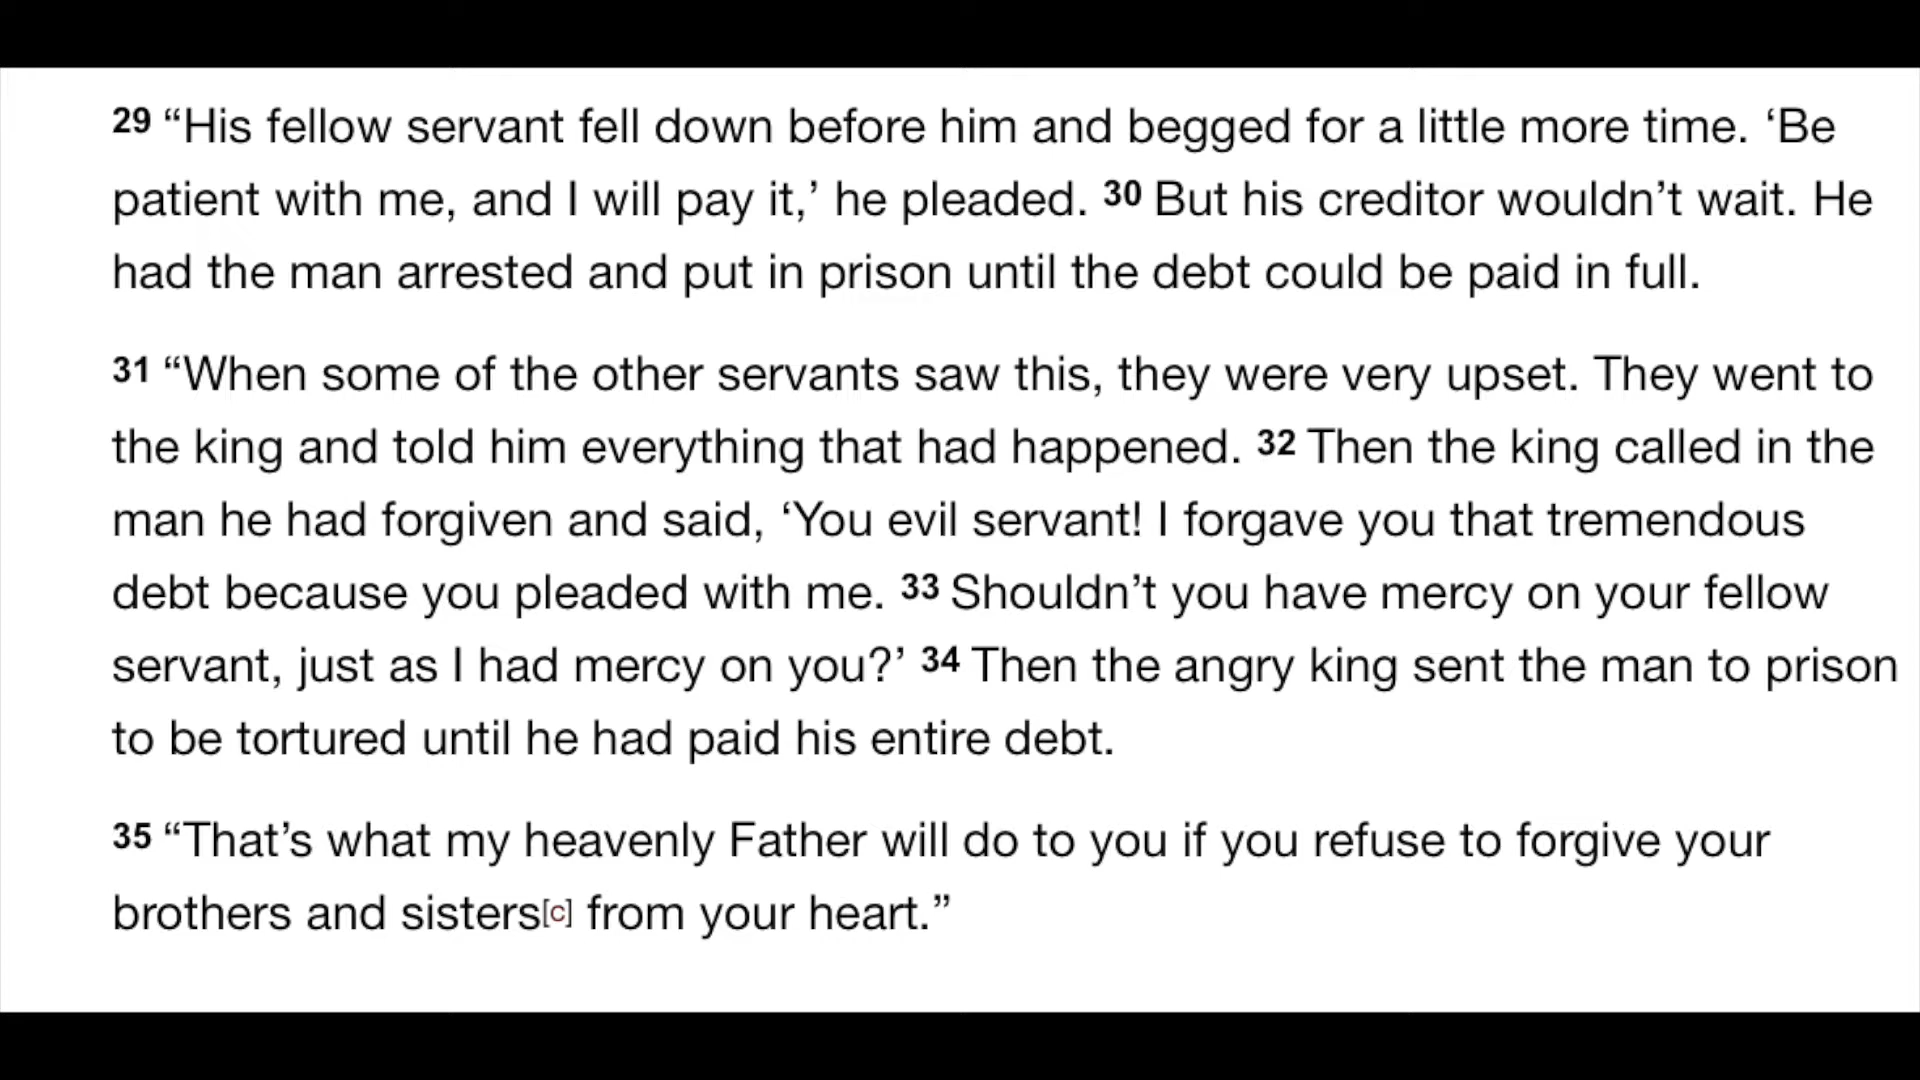 29 “His fellow servant fell down before him and begged for a little more time. ‘Be
patient with me, and I will pay it,’ he pleaded. 30 But his creditor wouldn’t wait. He
had the man arrested and put in prison until the debt could be paid in full.
31 “When some of the other servants saw this, they were very upset. They went to
the king and told him everything that had happened. 32 Then the king called in the
man he had forgiven and said, ‘You evil servant! I forgave you that tremendous
debt because you pleaded with me. 33 Shouldn’t you have mercy on your fellow
servant, just as I had mercy on you?’ 34 Then the angry king sent the man to prison
to be tortured until he had paid his entire debt.
35 “That’s what my heavenly Father will do to you if you refuse to forgive your
brothers and sisters[c] from your heart.”